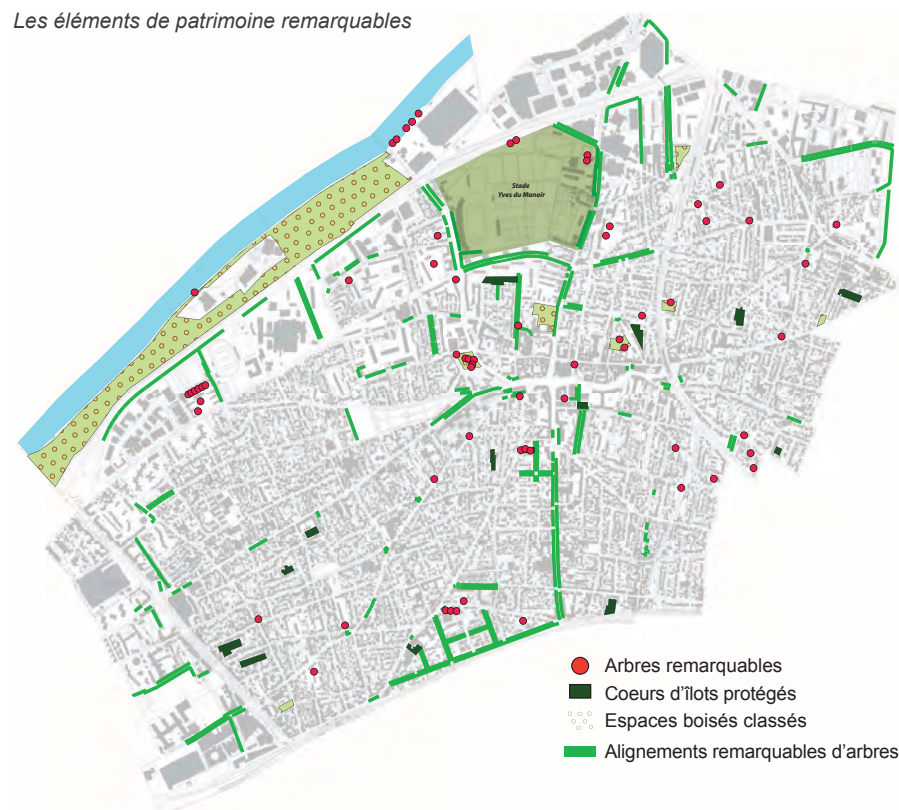 Les éléments de patrimoine remarquables
Stade
Yves du Manoir
Arbres remarquables
Coeurs d'îlots protégés
Espaces boisés classés
Alignements remarquables d'arbres